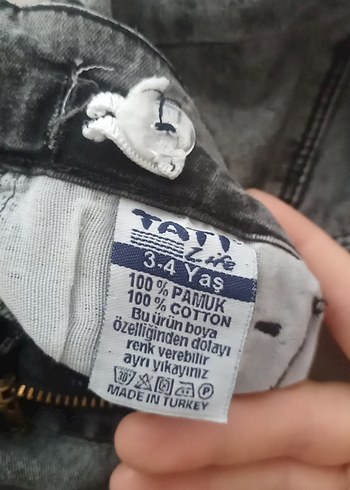 TATI
Life
3-4 Yaş
100 % PAMUK
100 % COTTON
Bu ürün boya
özelliğinden dolayı
renk verebilir
ayrı yıkayınız
30° P
MADE IN TURKEY